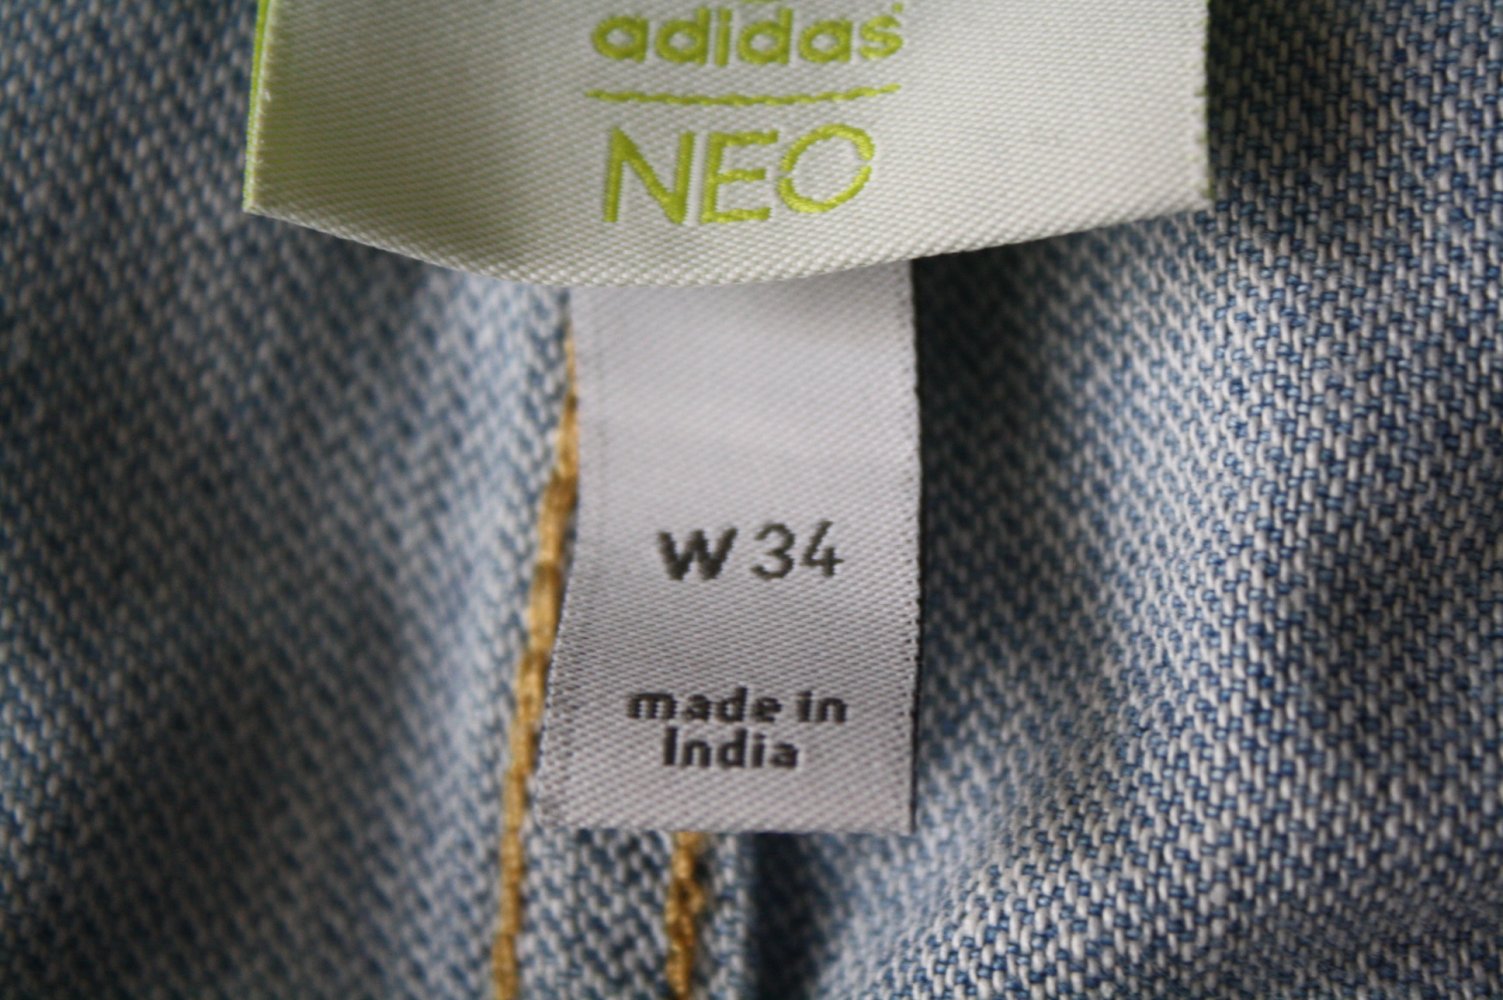 adidas
NEO
W 34
made in
India